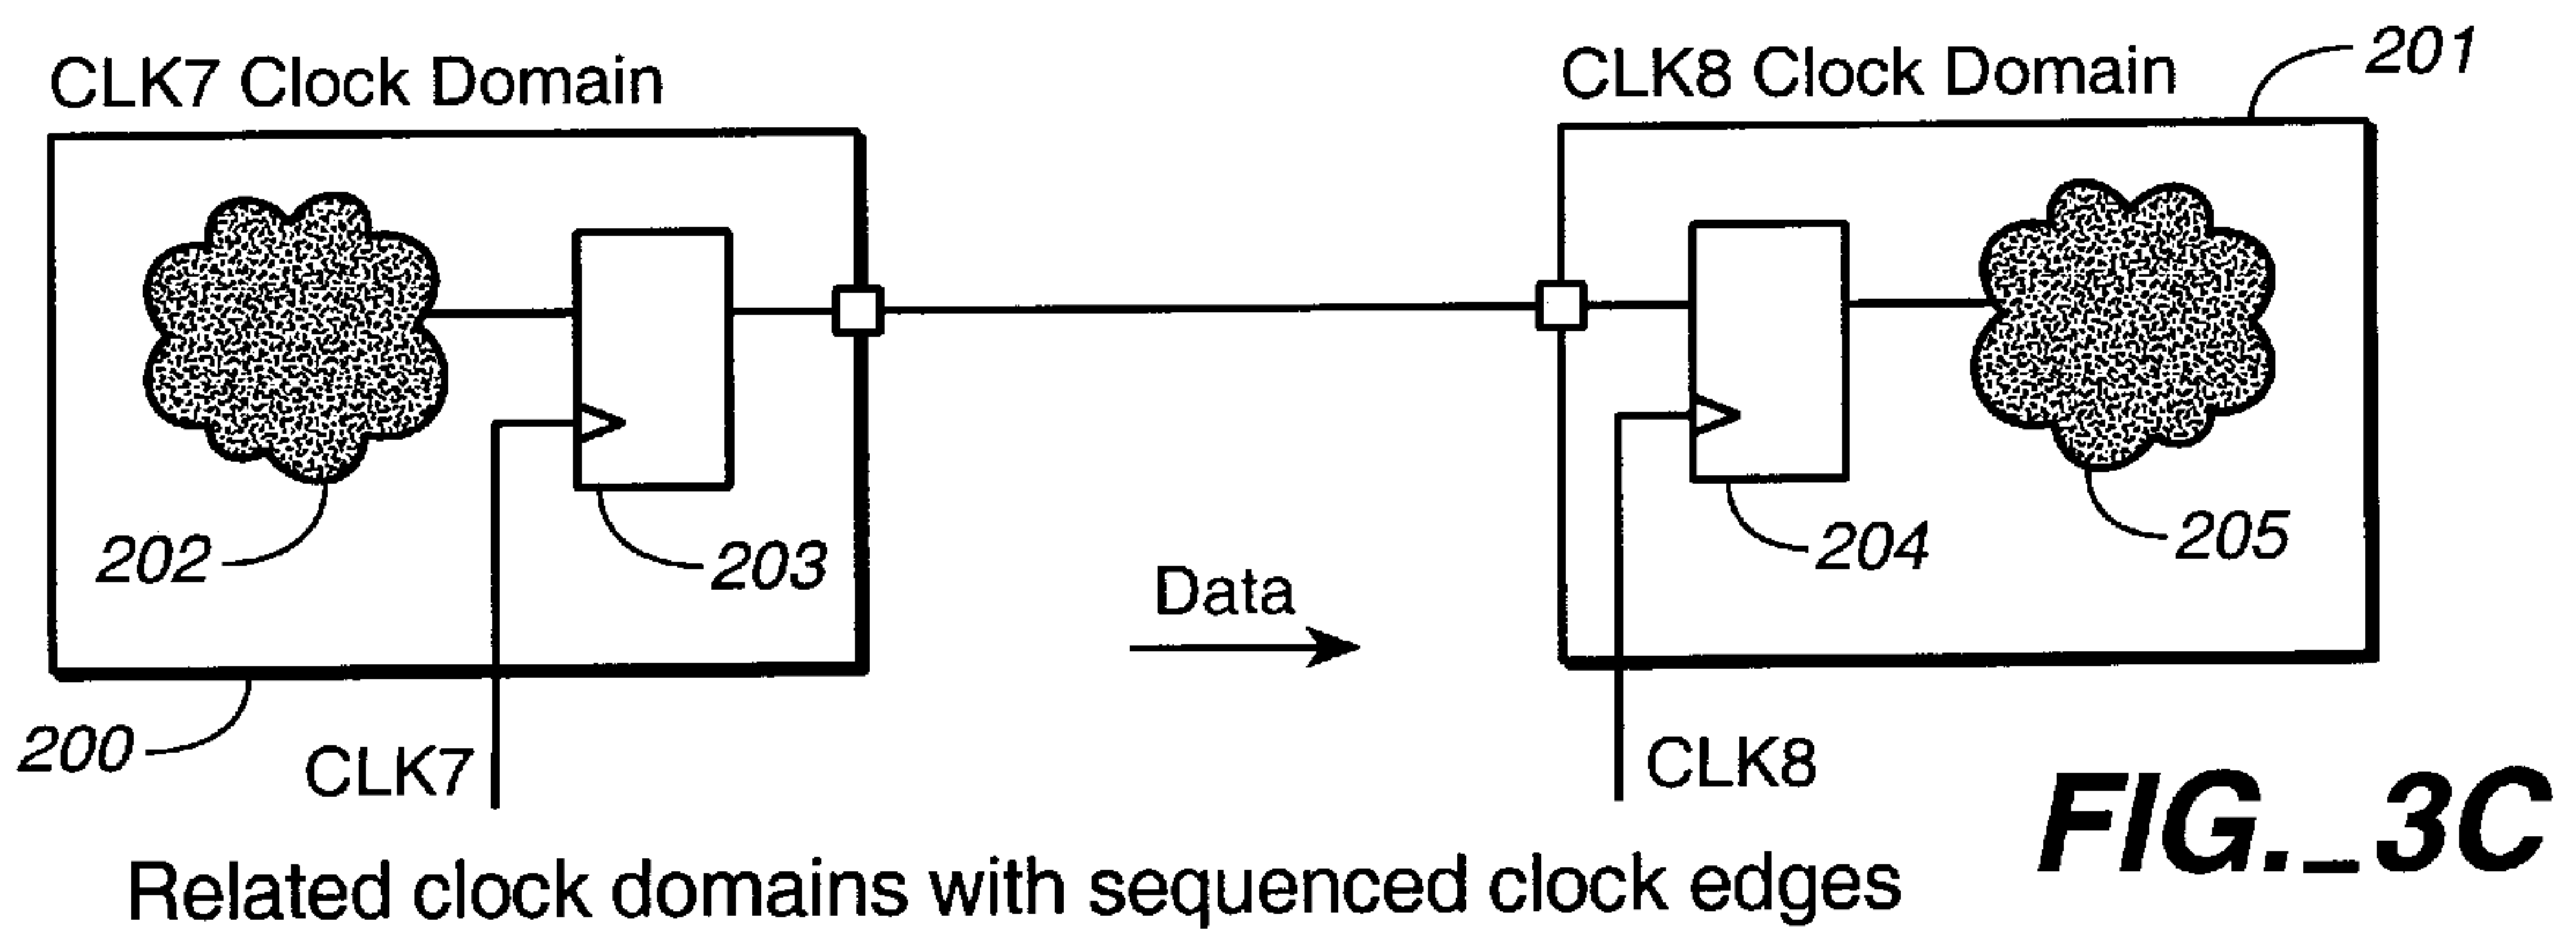 CLK7 Clock Domain
CLK8 Clock Domain
201
202
203
204
205
Data
200
CLK7
CLK8
FIG._3C
Related clock domains with sequenced clock edges